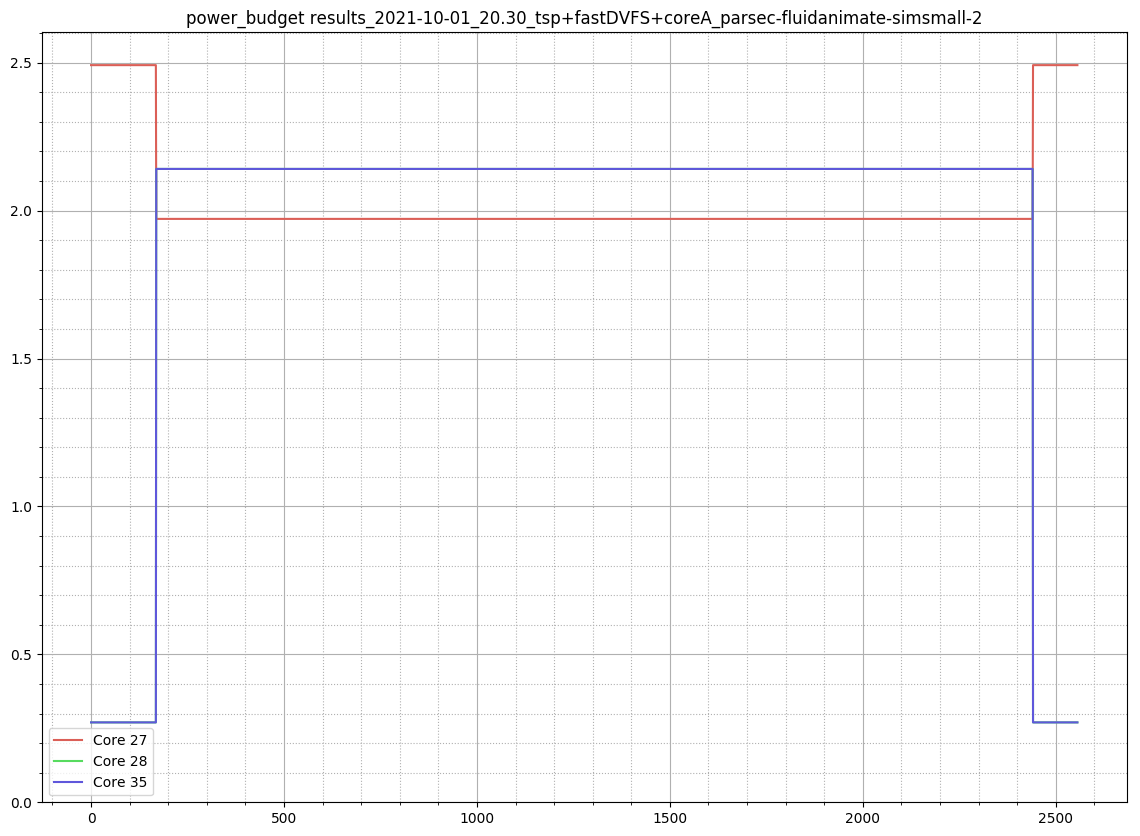 power_budget results_2021-10-01_20.30_tsp+fastDVFS+coreA_parsec-fluidanimate-simsmall-2
2.5
2.0
1.5
1.0
0.5
0.0
Core 27
Core 28
Core 35
0 500 1000 1500 2000 2500